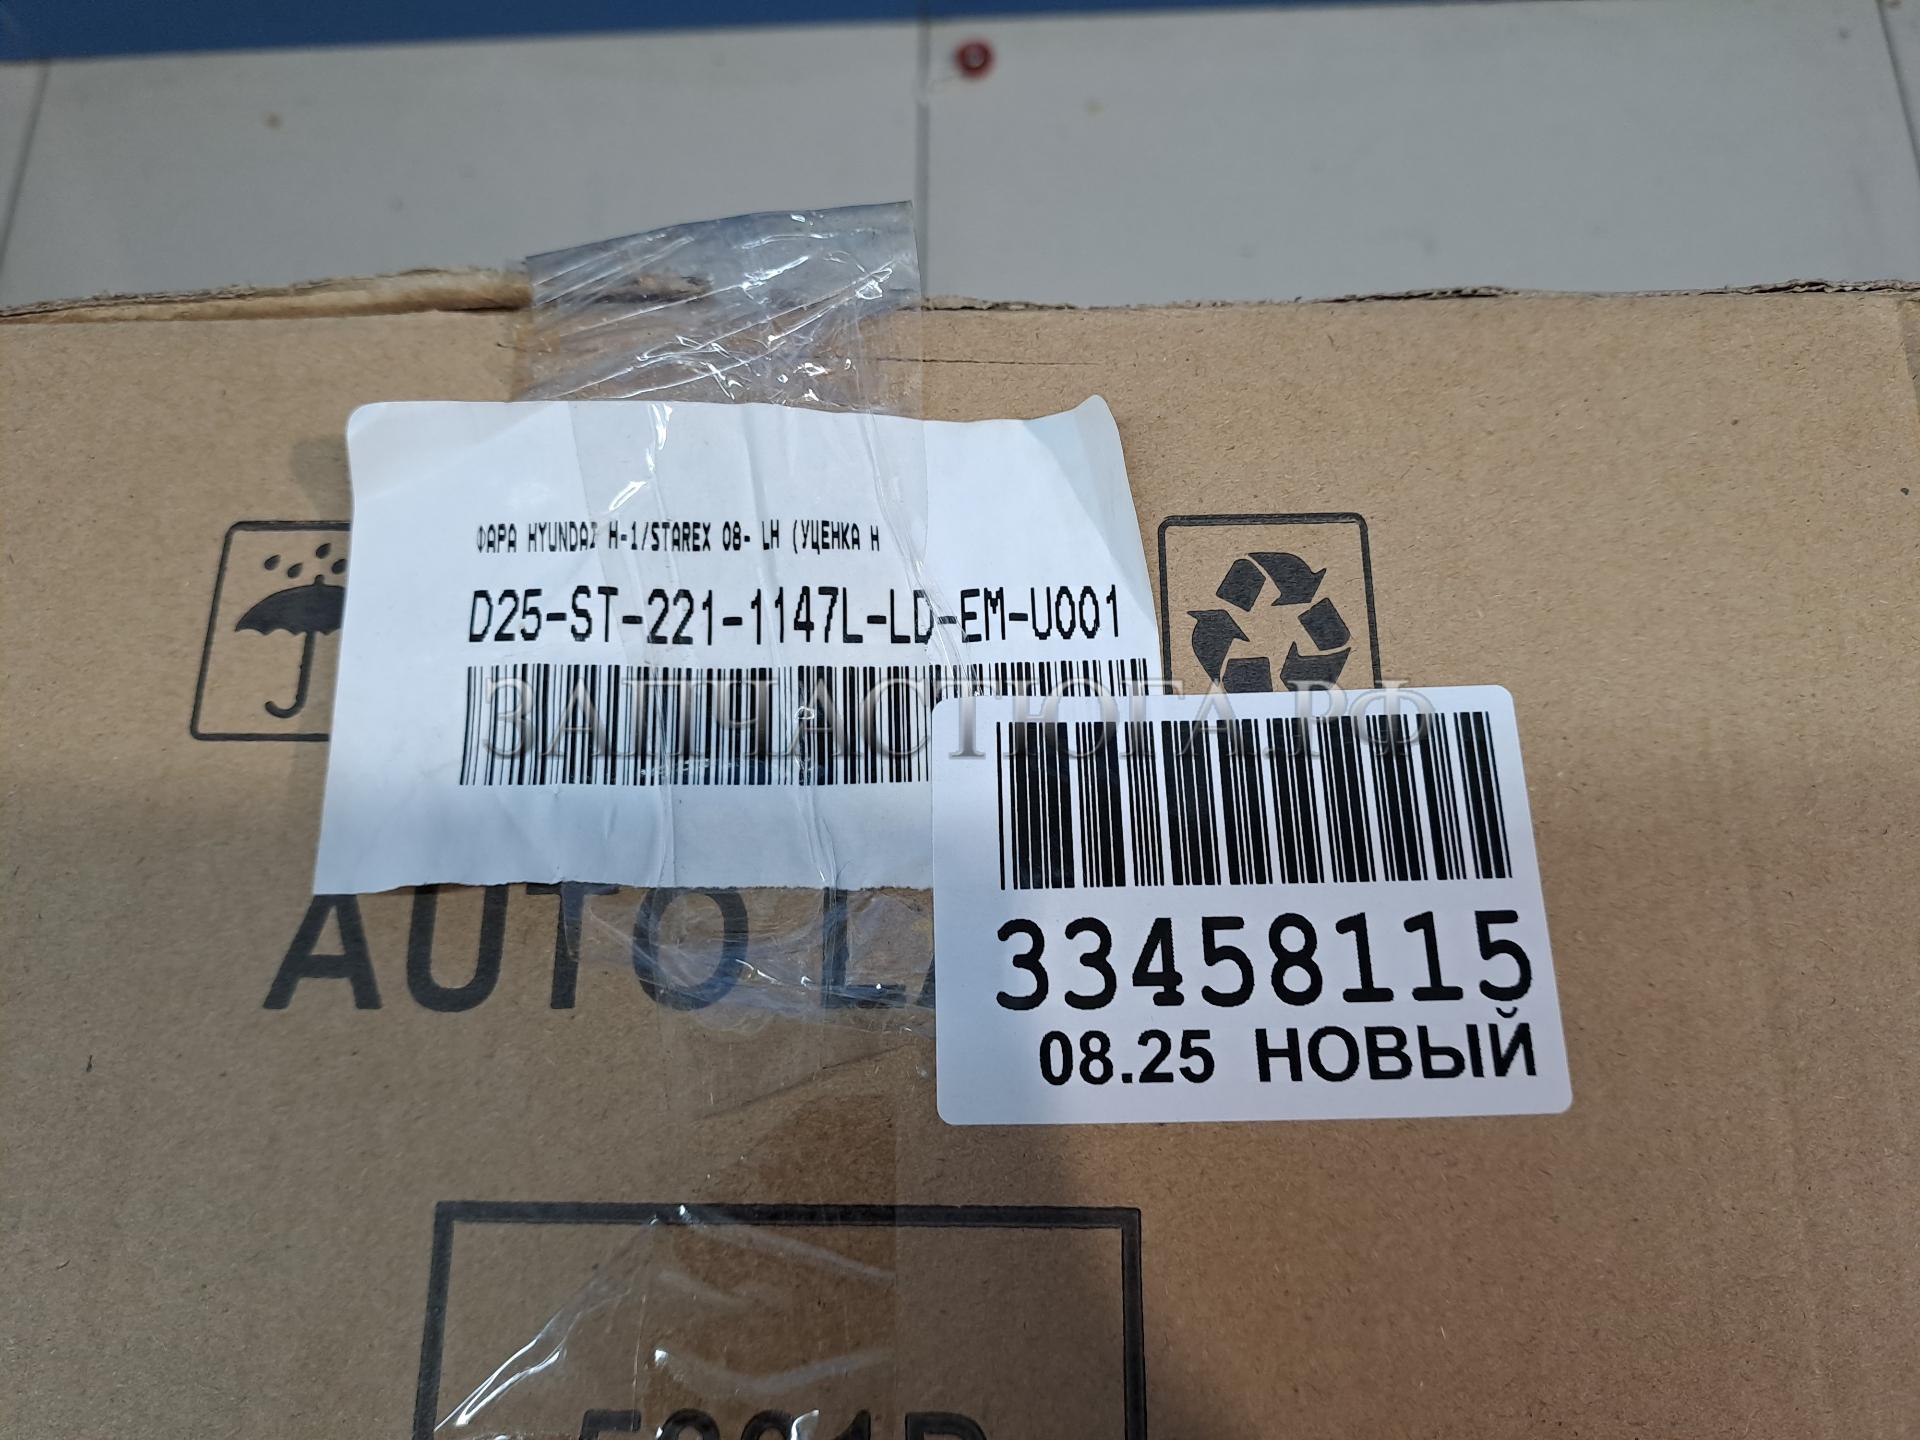 ФАРА HYUNDAI H-1/STAREX 08- LH (УЦЕНКА Н
D25-ST-221-1147L-LD-EM-U001
ЗАПЧАСТЮГА.РФ
33458115
08.25 НОВЫЙ
AUTO